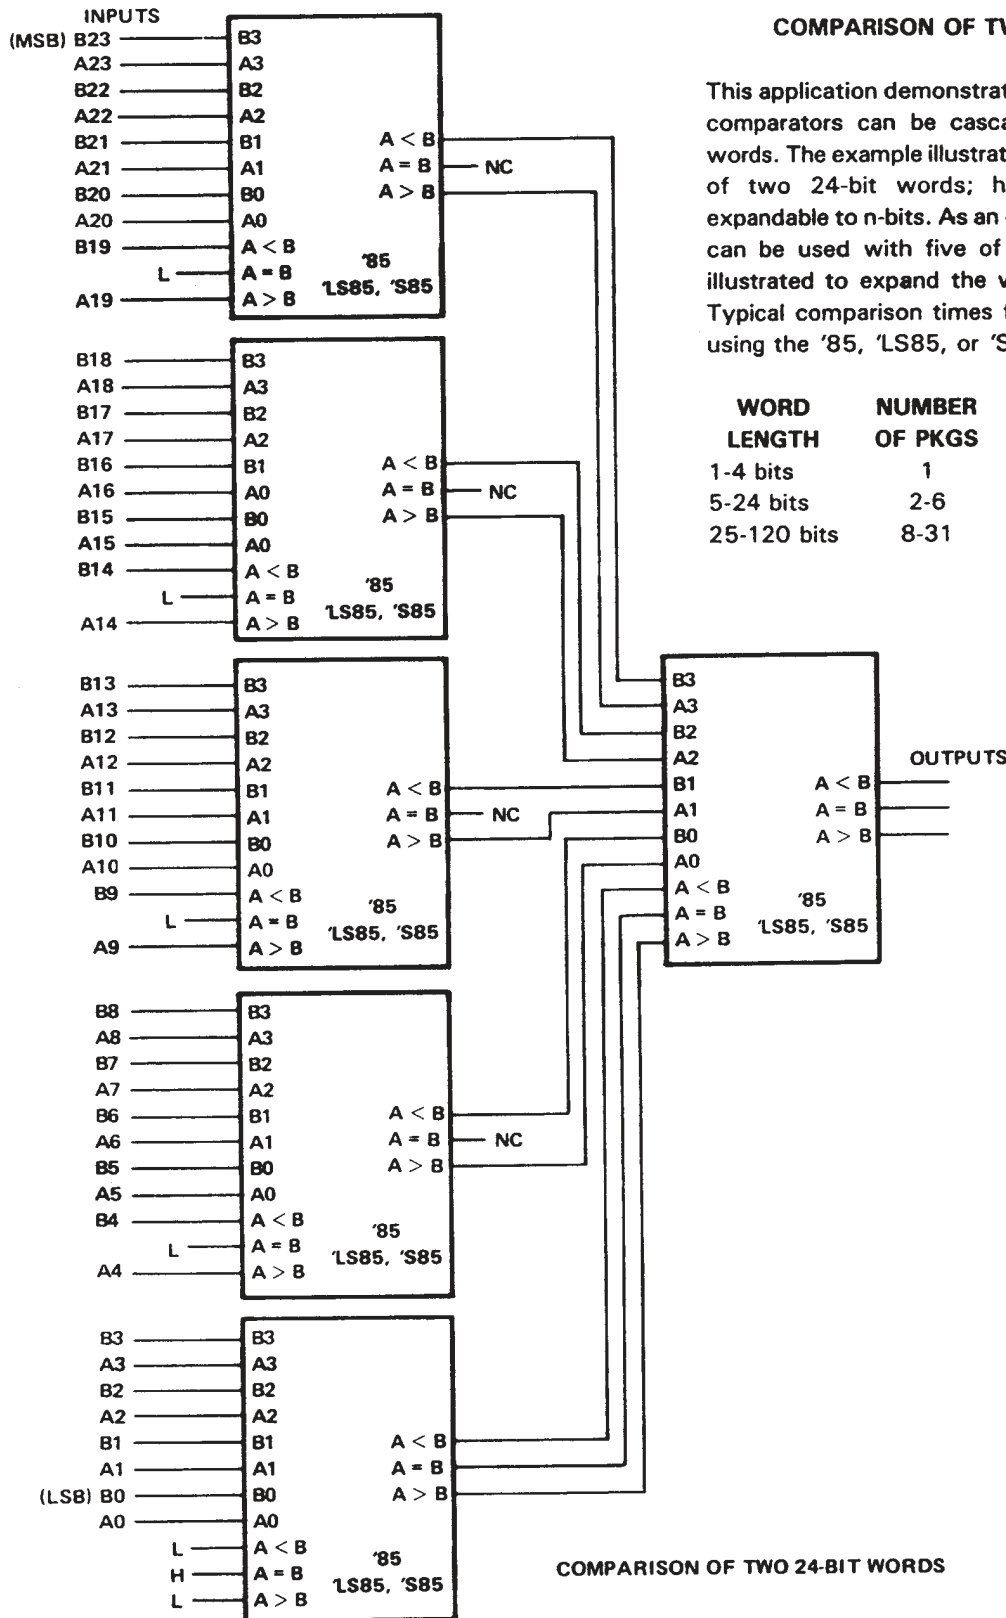 INPUTS
(MSB) B23
A23
B22
A22
B21
A21
B20
A20
B19
L
A19
B3
A3
B2
A2
B1
A1
B0
A0
A < B
A = B
A > B
A < B
A = B
A > B
NC
'85
'LS85, 'S85
COMPARISON OF TW
This application demonstrat
comparators can be casca
words. The example illustrat
of two 24-bit words; h
expandable to n-bits. As an
can be used with five of
illustrated to expand the w
Typical comparison times f
using the '85, 'LS85, or 'S
WORD NUMBER
LENGTH OF PKGS
1-4 bits 1
5-24 bits 2-6
25-120 bits 8-31
B18
A18
B17
A17
B16
A16
B15
A15
B14
L
A14
B3
A3
B2
A2
B1
A0
B0
A0
A < B
A = B
A > B
A < B
A = B
A > B
NC
'85
'LS85, 'S85
B13
A13
B12
A12
B11
A11
B10
A10
B9
L
A9
B3
A3
B2
A2
B1
A1
B0
A0
A < B
A = B
A > B
A < B
A = B
A > B
NC
'85
'LS85, 'S85
B3
A3
B2
A2
B1
A1
B0
A0
A < B
A = B
A > B
A < B
A = B
A > B
OUTPUTS
'85
'LS85, 'S85
B8
A8
B7
A7
B6
A6
B5
A5
B4
L
A4
B3
A3
B2
A2
B1
A1
B0
A0
A < B
A = B
A > B
A < B
A = B
A > B
NC
'85
'LS85, 'S85
B3
A3
B2
A2
B1
A1
(LSB) B0
A0
L
H
L
B3
A3
B2
A2
B1
A1
B0
A0
A < B
A = B
A > B
A < B
A = B
A > B
'85
'LS85, 'S85
COMPARISON OF TWO 24-BIT WORDS